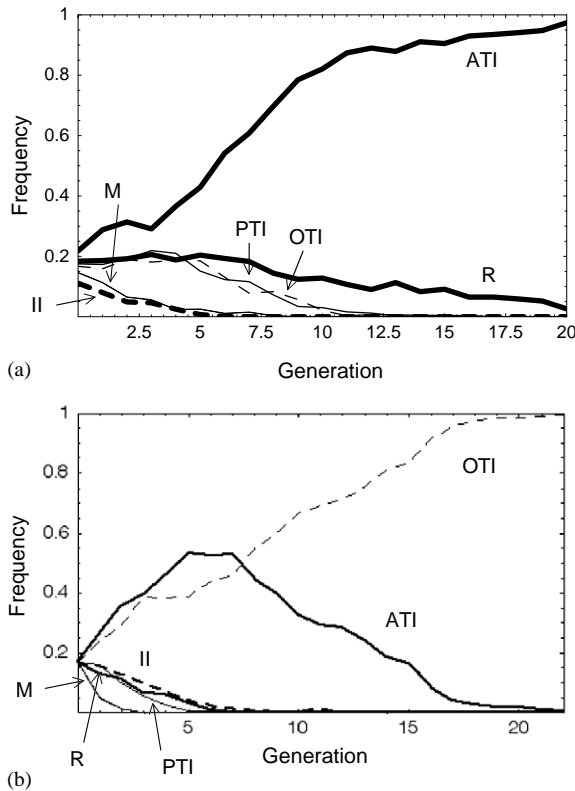 1
0.8
0.6
0.4
0.2
Frequency
ATI
M
PTI
OTI
R
II
2.5 5 7.5 10 12.5 15 17.5 20
(a)
Generation
1
0.8
0.6
0.4
0.2
Frequency
OTI
ATI
II
M
R
PTI
5 10 15 20
Generation
(b)